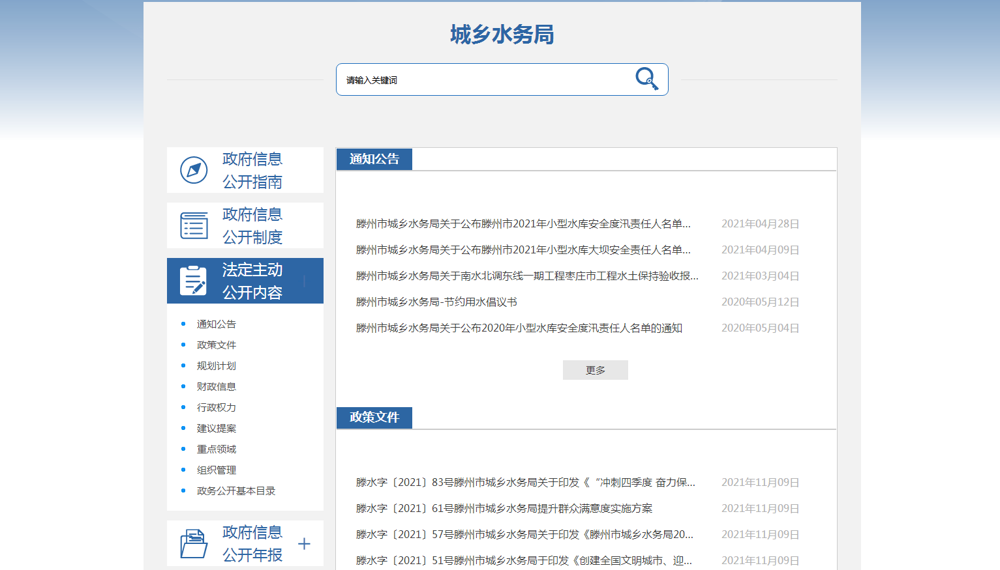 城乡水务局
请输入关键词
政府信息
公开指南
政府信息
公开制度
法定主动
公开内容
通知公告
政策文件
规划计划
财政信息
行政权力
建议提案
重点领域
组织管理
政务公开基本目录
政府信息
公开年报
通知公告
滕州市城乡水务局关于公布滕州市2021年小型水库安全度汛责任人名单... 2021年04月28日
滕州市城乡水务局关于公布滕州市2021年小型水库大坝安全责任人名单... 2021年04月09日
滕州市城乡水务局关于南水北调东线一期工程枣庄市工程水土保持验收报... 2021年03月04日
滕州市城乡水务局-节约用水倡议书 2020年05月12日
滕州市城乡水务局关于公布2020年小型水库安全度汛责任人名单的通知 2020年05月04日
更多
政策文件
滕水字〔2021〕83号滕州市城乡水务局关于印发《“冲刺四季度 奋力保... 2021年11月09日
滕水字〔2021〕61号滕州市城乡水务局提升群众满意度实施方案 2021年11月09日
滕水字〔2021〕57号滕州市城乡水务局关于印发《滕州市城乡水务局20... 2021年11月09日
滕水字〔2021〕51号滕州市城乡水务局于印发《创建全国文明城市、迎... 2021年11月09日